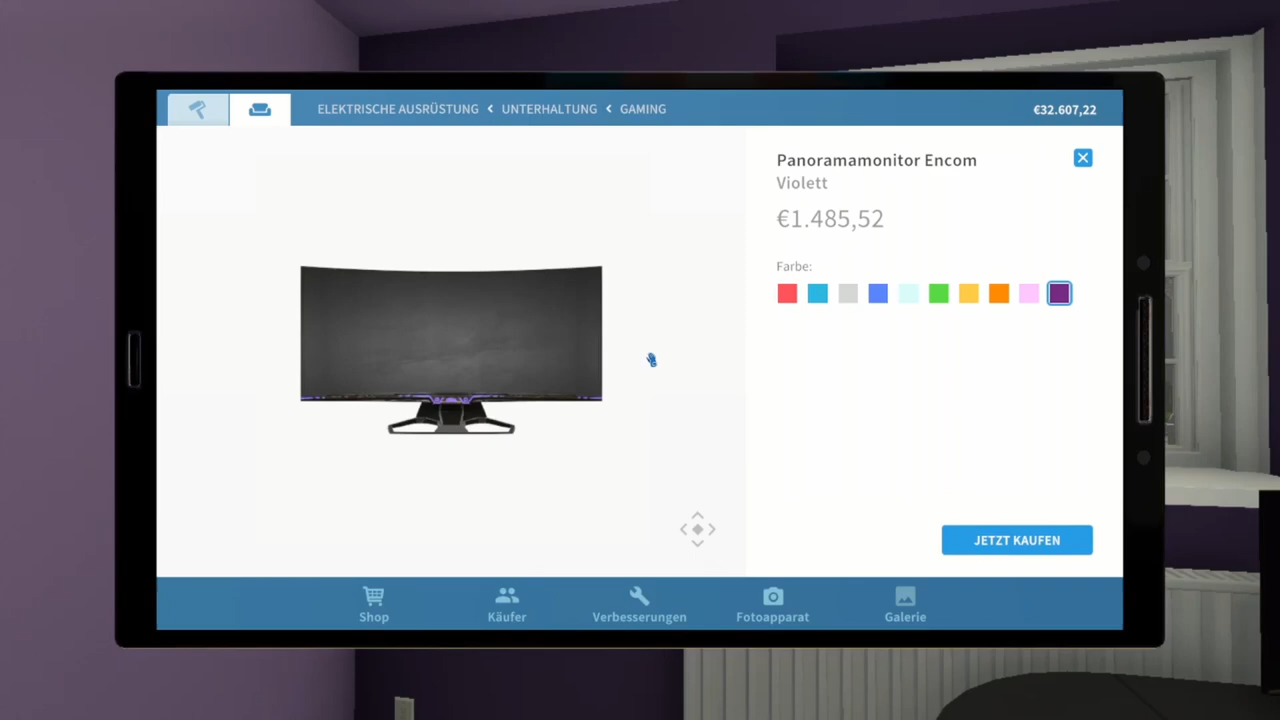 ELEKTRISCHE AUSRÜSTUNG < UNTERHALTUNG < GAMING
€32.607,22
Panoramamonitor Encom
Violett
€1.485,52
Farbe:
JETZT KAUFEN
Shop
Käufer
Verbesserungen
Fotoapparat
Galerie